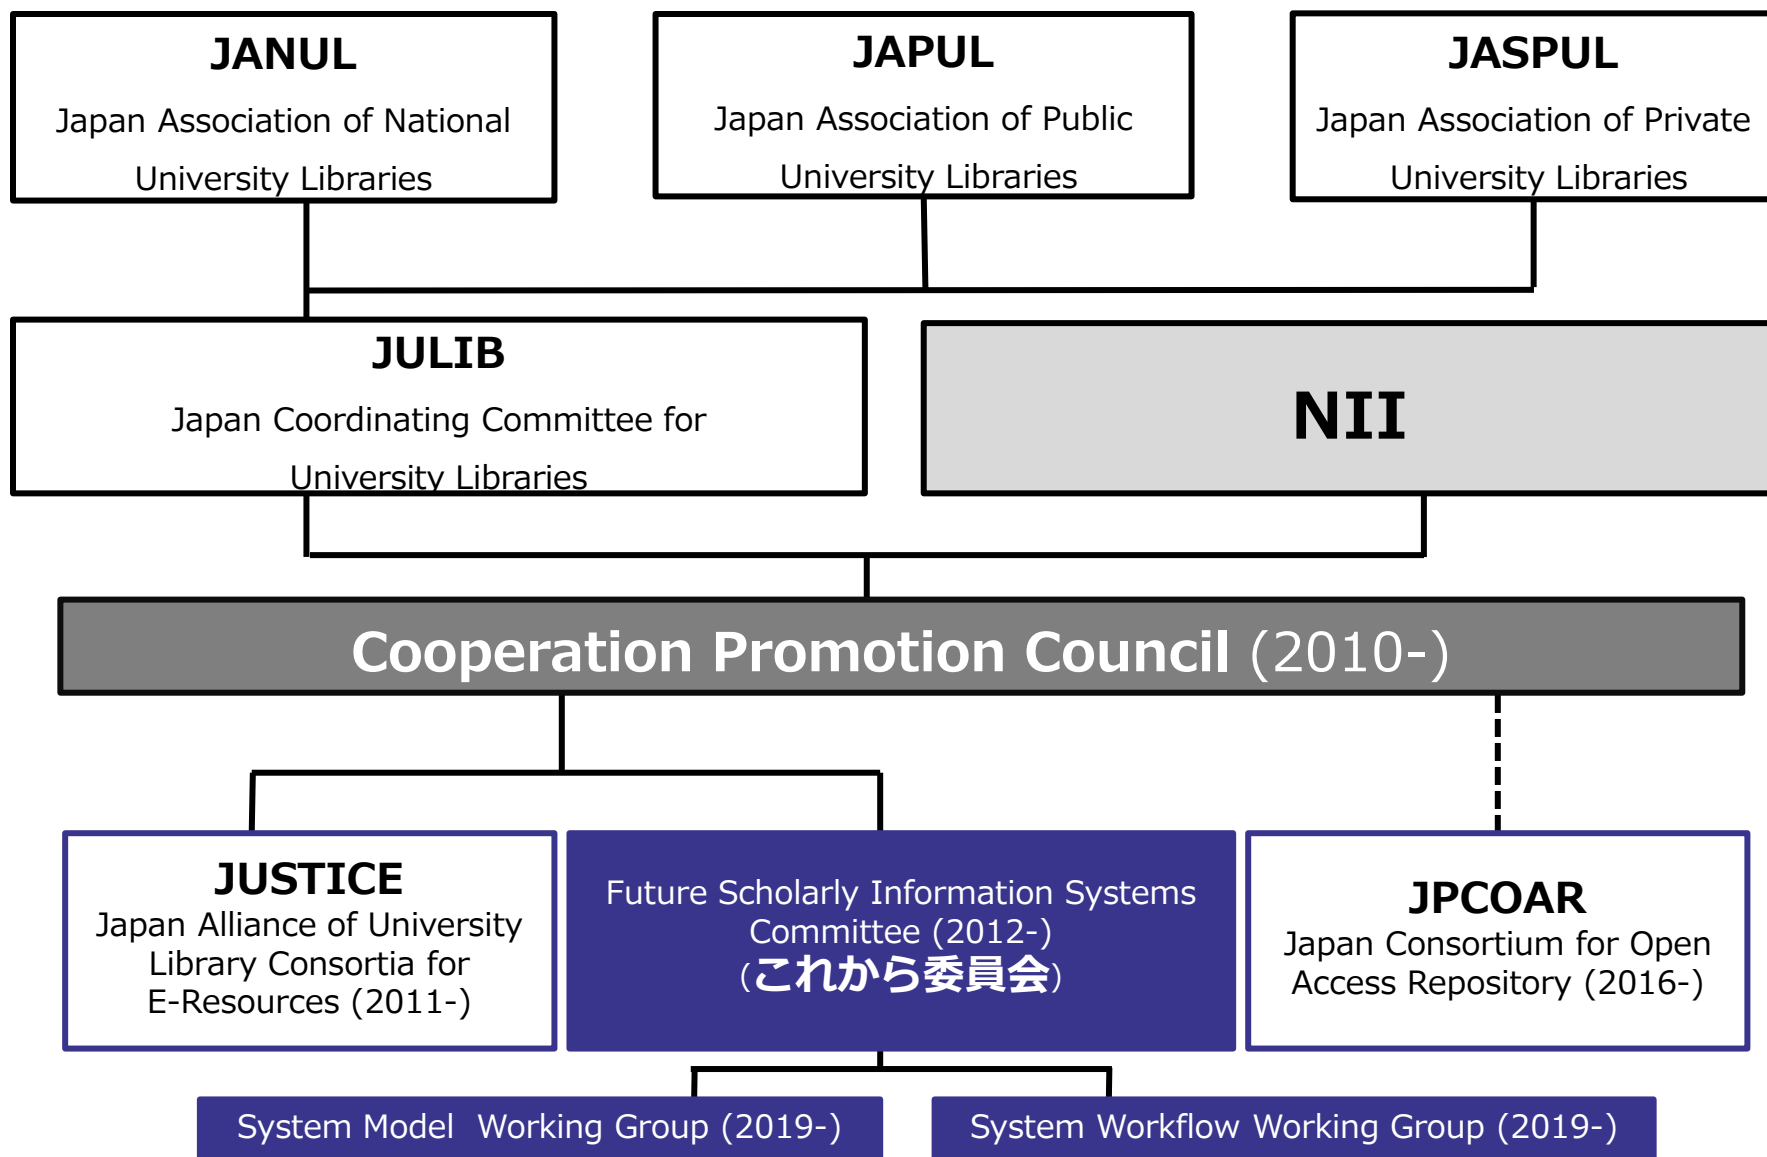 JANUL
Japan Association of National
University Libraries
JAPUL
Japan Association of Public
University Libraries
JASPUL
Japan Association of Private
University Libraries
JULIB
Japan Coordinating Committee for
University Libraries
NII
Cooperation Promotion Council (2010-)
JUSTICE
Japan Alliance of University
Library Consortia for
E-Resources (2011-)
Future Scholarly Information Systems
Committee (2012-)
(これから委員会)
JPCOAR
Japan Consortium for Open
Access Repository (2016-)
System Model  Working Group (2019-)
System Workflow Working Group (2019-)